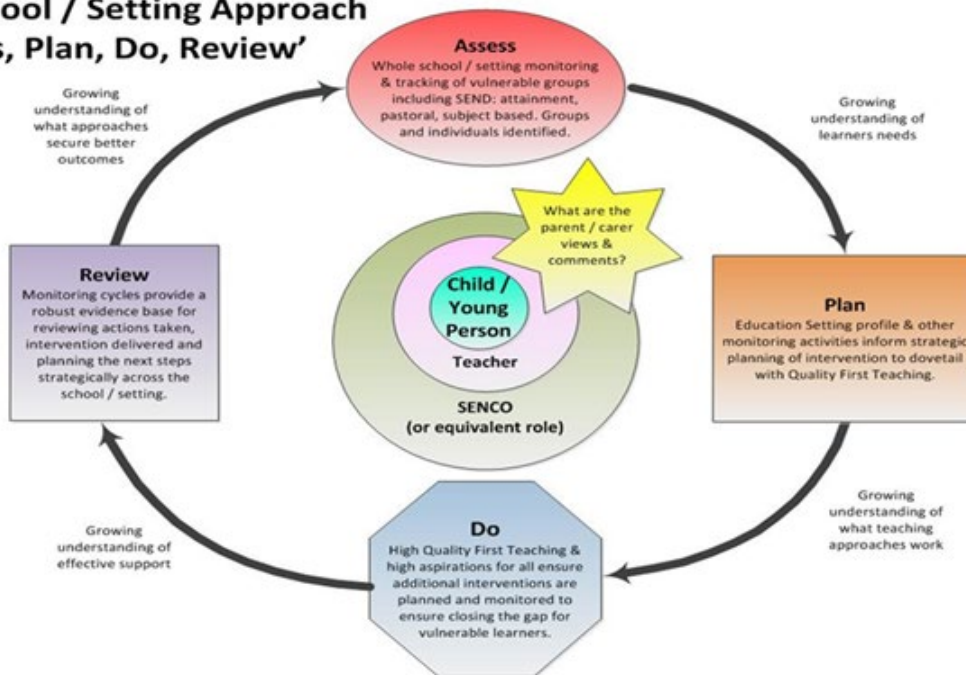 ool / Setting Approach
s, Plan, Do, Review’
Assess
Whole school / setting monitoring
& tracking of vulnerable groups
including SEND: attainment,
pastoral, subject based. Groups
and individuals identified.
Growing
understanding of
what approaches
secure better
outcomes
Growing
understanding of
learners needs
What are the
parent / carer
views &
comments?
Review
Monitoring cycles provide a
robust evidence base for
reviewing actions taken,
intervention delivered and
planning the next steps
strategically across the
school / setting.
Child /
Young
Person
Teacher
SENCO
(or equivalent role)
Plan
Education Setting profile & other
monitoring activities inform strategic
planning of intervention to dovetail
with Quality First Teaching.
Growing
understanding of
what teaching
approaches work
Do
High Quality First Teaching &
high aspirations for all ensure
additional interventions are
planned and monitored to
ensure closing the gap for
vulnerable learners.
Growing
understanding of
effective support